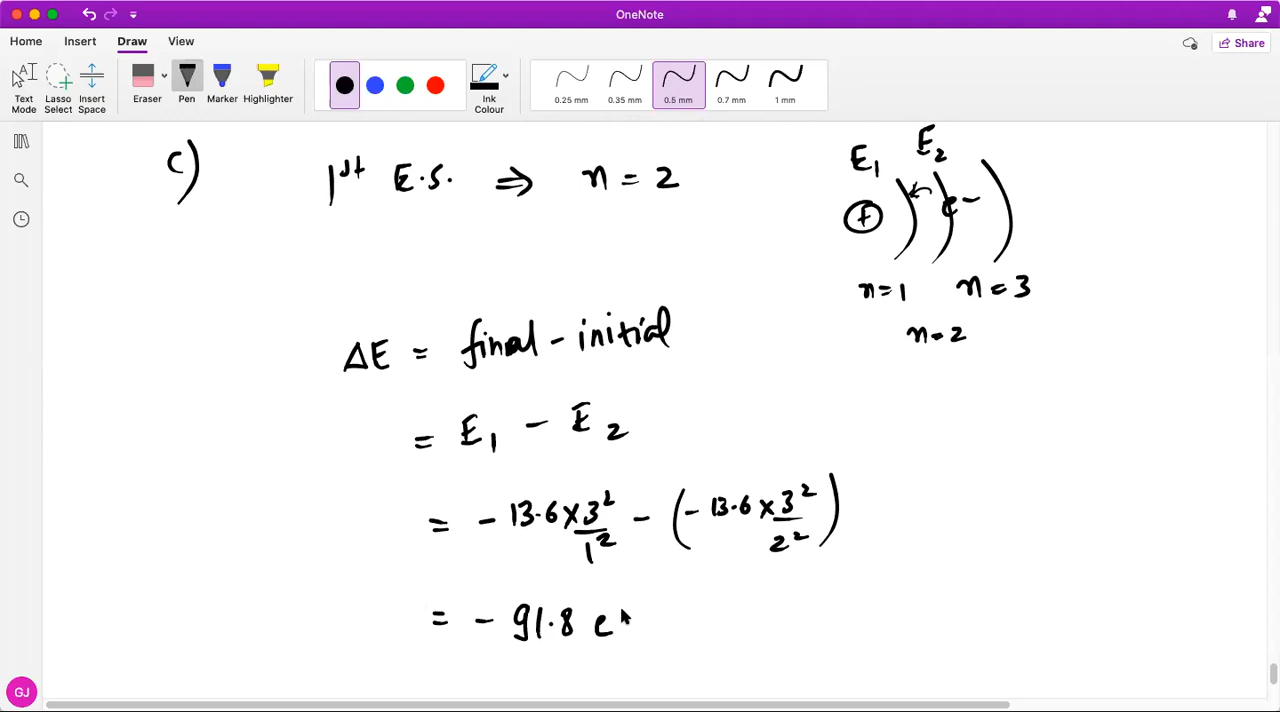 OneNote
Home Insert Draw View
Share
Text Mode
Lasso Select
Insert Space
Eraser
Pen
Marker
Highlighter
Ink Colour
0.25 mm
0.35 mm
0.5 mm
0.7 mm
1 mm
c) 1st E.S. ⇒ n = 2
E₁ E₂
+ e−
n=1 n=3
n=2
ΔE = final - initial
= E₁ - E₂
= - 13.6 × 3²/1² - (- 13.6 × 3²/2²)
= - 91.8 e
GJ